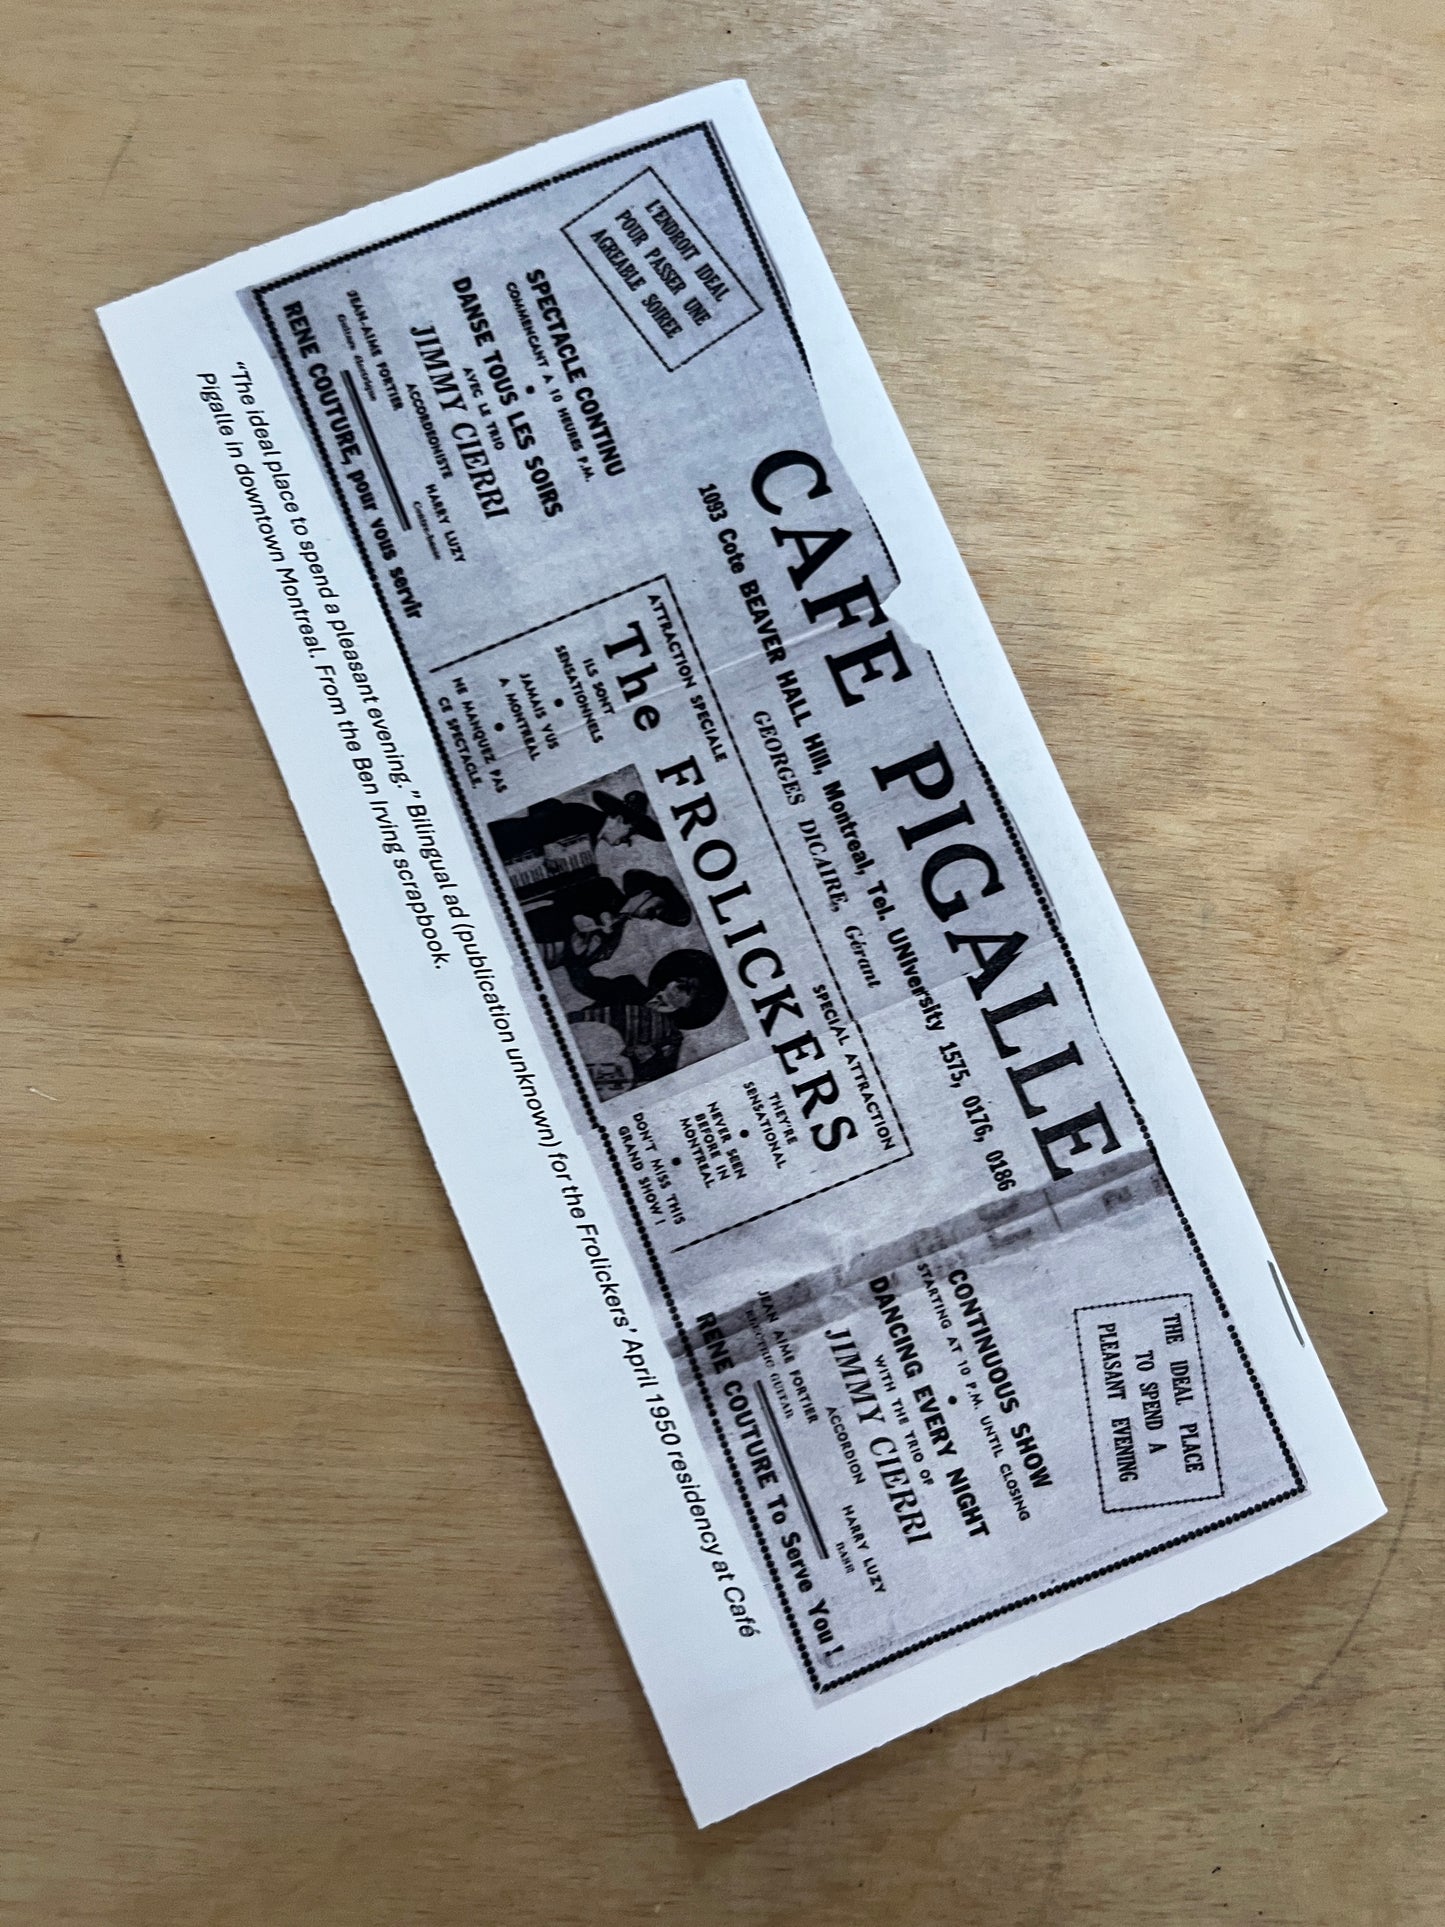 CAFE PIGALLE
1093 Cote BEAVER HALL Hill, Montreal, Tel. UNiversity 1575, 0176, 0186
GEORGES DICAIRE, Gérant
L'ENDROIT IDEAL
POUR PASSER UNE
AGREABLE SOIREE
SPECTACLE CONTINU
COMMENCANT A 10 HEURES P.M.
DANSE TOUS LES SOIRS
AVEC LE TRIO
JIMMY CIERRI
ACCORDEONISTE
JEAN-AIME FORTIER
Guitare électrique
HARRY LUZY
RENE COUTURE, pour vous servir
ATTRACTION SPECIALE
SPECIAL ATTRACTION
The FROLICKERS
ILS SONT
SENSATIONNELS
JAMAIS VUS
A MONTREAL
NE MANQUEZ PAS
CE SPECTACLE.
THEY'RE
SENSATIONAL
NEVER SEEN
BEFORE IN
MONTREAL
DON'T MISS THIS
GRAND SHOW!
THE IDEAL PLACE
TO SPEND A
PLEASANT EVENING
CONTINUOUS SHOW
STARTING AT 10 P.M. UNTIL CLOSING
DANCING EVERY NIGHT
WITH THE TRIO OF
JIMMY CIERRI
ACCORDION
JEAN AIME FORTIER
ELECTRIC GUITAR
HARRY LUZY
BASS
RENE COUTURE To Serve You!
"The ideal place to spend a pleasant evening." Bilingual ad (publication unknown) for the Frolickers' April 1950 residency at Café
Pigalle in downtown Montreal. From the Ben Irving scrapbook.